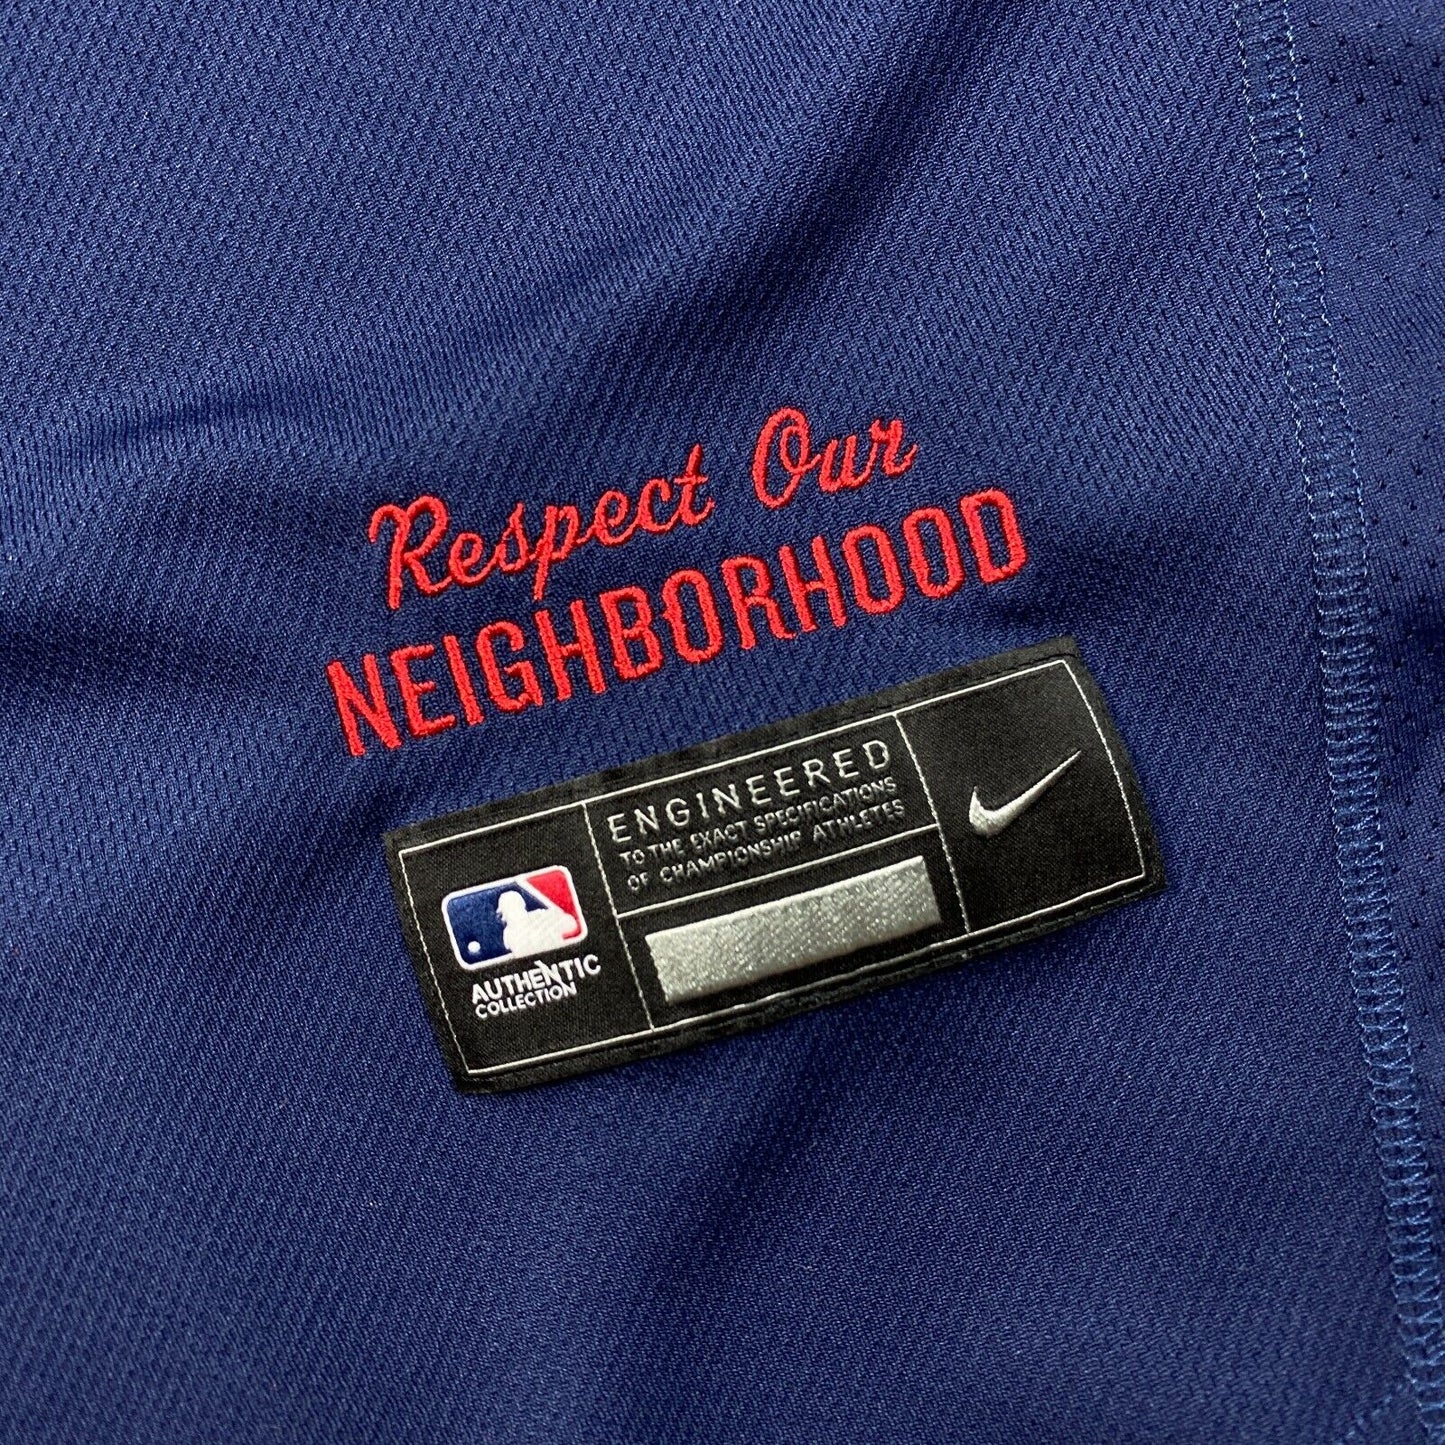 Respect Our
NEIGHBORHOOD
ENGINEERED
TO THE EXACT SPECIFICATIONS
OF CHAMPIONSHIP ATHLETES
AUTHENTIC
COLLECTION